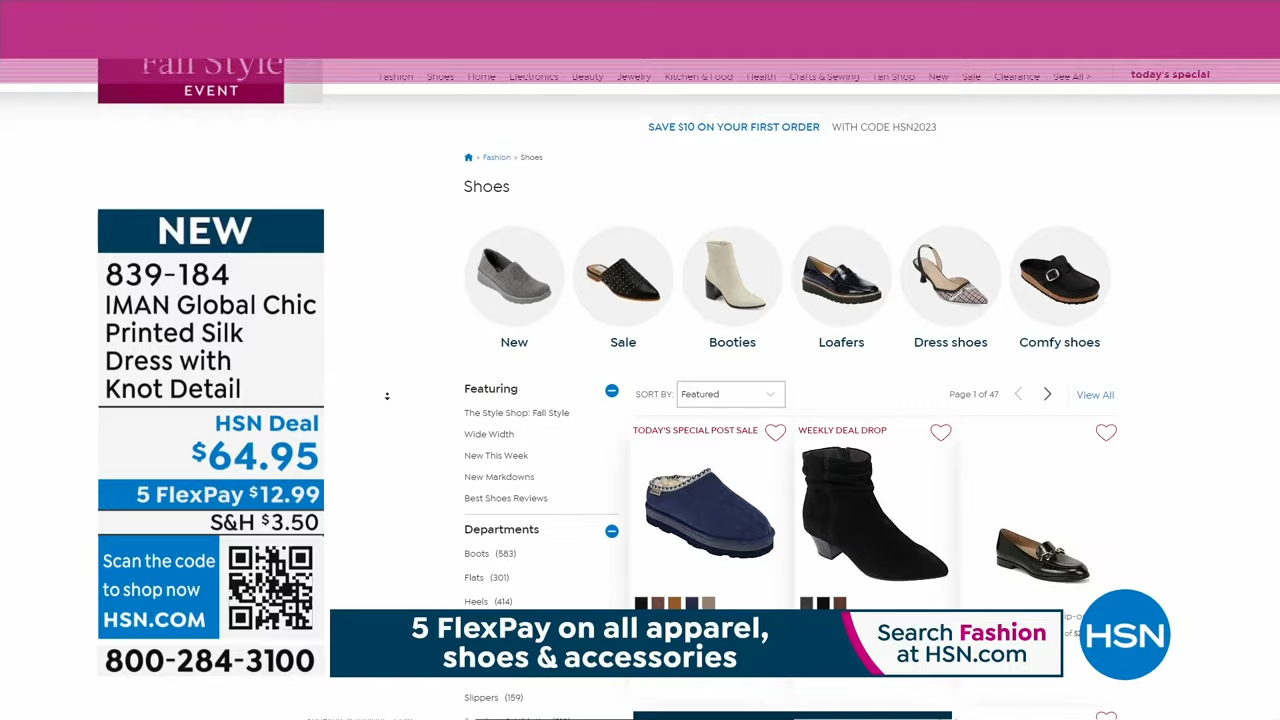 Fall Style
EVENT
Fashion Shoes Home Electronics Beauty Jewelry Kitchen & Food Health Crafts & Sewing Fan Shop New Sale Clearance See All >
today's special
SAVE $10 ON YOUR FIRST ORDER WITH CODE HSN2023
> Fashion > Shoes
Shoes
New Sale Booties Loafers Dress shoes Comfy shoes
NEW
839-184
IMAN Global Chic
Printed Silk
Dress with
Knot Detail
HSN Deal
$64.95
5 FlexPay $12.99
S&H $3.50
Scan the code
to shop now
HSN.COM
800-284-3100
Featuring
The Style Shop: Fall Style
Wide Width
New This Week
New Markdowns
Best Shoes Reviews
Departments
Boots (583)
Flats (301)
Heels (414)
Slippers (159)
SORT BY: Featured
Page 1 of 47
View All
TODAY'S SPECIAL POST SALE
WEEKLY DEAL DROP
5 FlexPay on all apparel,
shoes & accessories
Search Fashion
at HSN.com
HSN